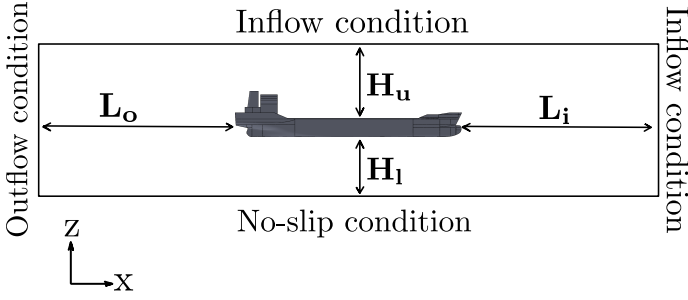 Inflow condition
Outflow condition
Inflow condition
H_u
L_o
L_i
H_l
No-slip condition
z
x